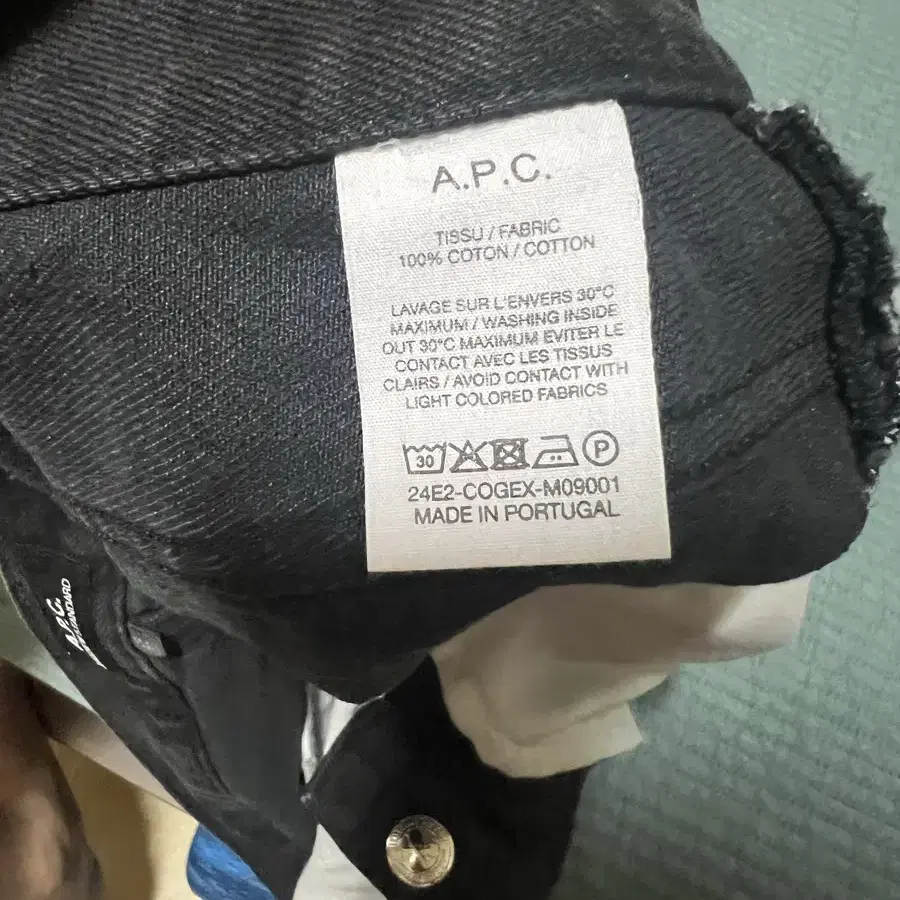 A.P.C.
TISSU / FABRIC
100% COTON / COTTON
LAVAGE SUR L'ENVERS 30°C
MAXIMUM / WASHING INSIDE
OUT 30°C MAXIMUM EVITER LE
CONTACT AVEC LES TISSUS
CLAIRS / AVOID CONTACT WITH
LIGHT COLORED FABRICS
30 P
24E2-COGEX-M09001
MADE IN PORTUGAL
A.P.C.
STANDARD